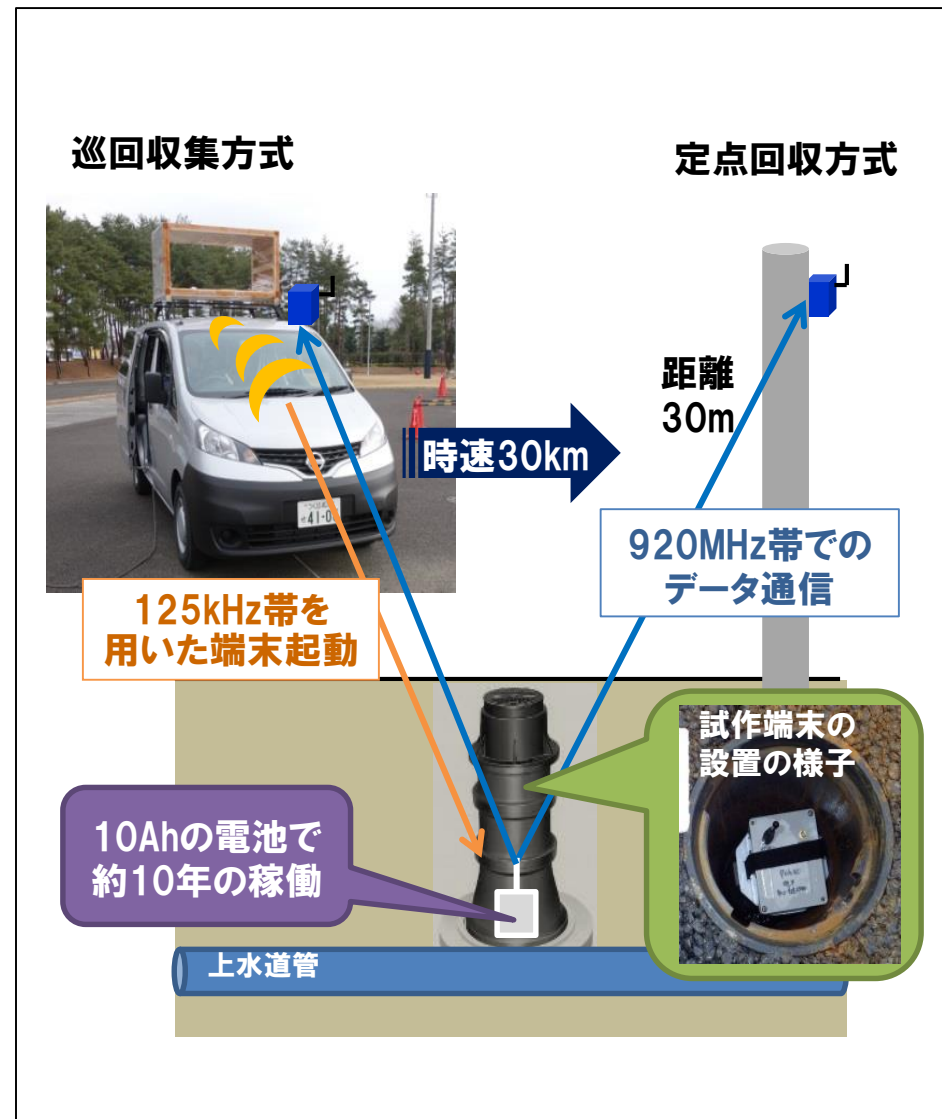 巡回収集方式
定点回収方式
距離
30m
時速30km
920MHz帯での
データ通信
125kHz帯を
用いた端末起動
試作端末の
設置の様子
10Ahの電池で
約10年の稼働
上水道管